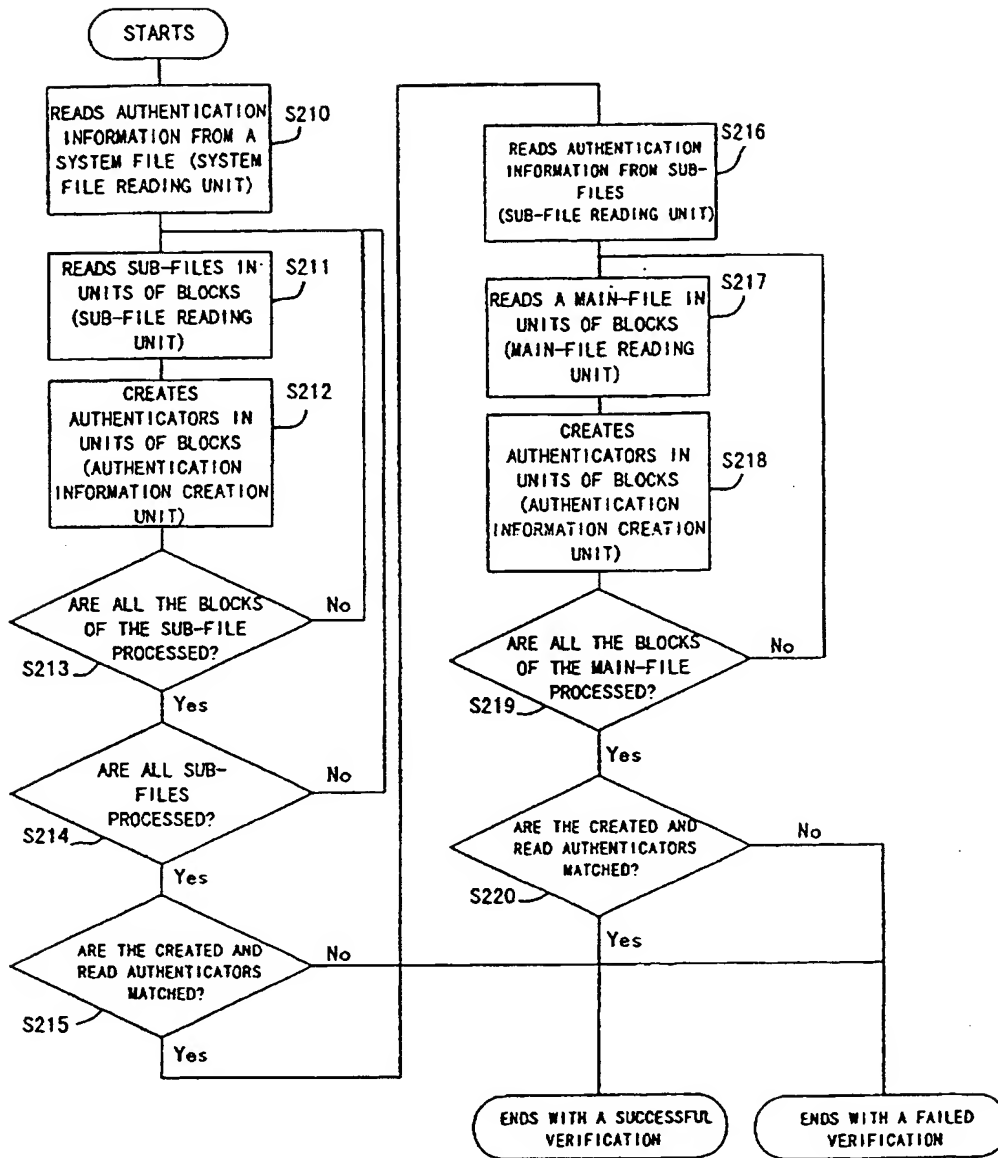 STARTS
READS AUTHENTICATION
INFORMATION FROM A
SYSTEM FILE (SYSTEM
FILE READING UNIT)
S210
READS SUB-FILES IN
UNITS OF BLOCKS
(SUB-FILE READING
UNIT)
S211
CREATES
AUTHENTICATORS IN
UNITS OF BLOCKS
(AUTHENTICATION
INFORMATION CREATION
UNIT)
S212
ARE ALL THE BLOCKS
OF THE SUB-FILE
PROCESSED?
No
S213
Yes
ARE ALL SUB-
FILES
PROCESSED?
No
S214
Yes
ARE THE CREATED AND
READ AUTHENTICATORS
MATCHED?
No
S215
Yes
READS AUTHENTICATION
INFORMATION FROM SUB-
FILES
(SUB-FILE READING UNIT)
S216
READS A MAIN-FILE IN
UNITS OF BLOCKS
(MAIN-FILE READING
UNIT)
S217
CREATES
AUTHENTICATORS IN
UNITS OF BLOCKS
(AUTHENTICATION
INFORMATION CREATION
UNIT)
S218
ARE ALL THE BLOCKS
OF THE MAIN-FILE
PROCESSED?
No
S219
Yes
ARE THE CREATED AND
READ AUTHENTICATORS
MATCHED?
No
S220
Yes
ENDS WITH A SUCCESSFUL
VERIFICATION
ENDS WITH A FAILED
VERIFICATION